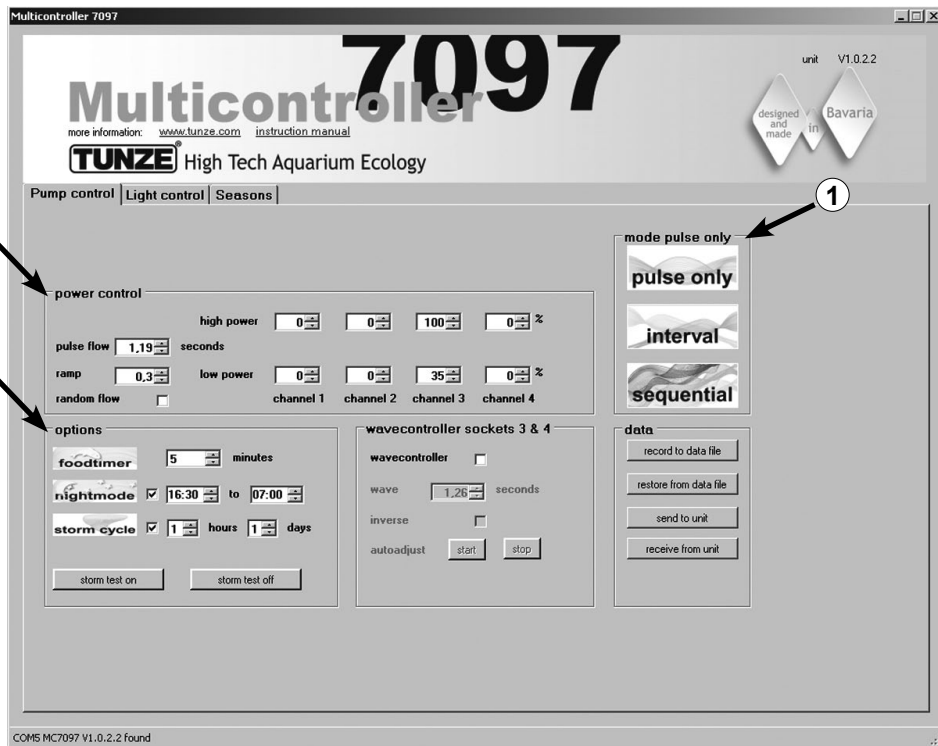 Multicontroller 7097
7097
unit V1.0.2.2
Multicontroller
designed and made in Bavaria
more information: www.tunze.com instruction manual
TUNZE® High Tech Aquarium Ecology
Pump control Light control Seasons
1
mode pulse only
pulse only
interval
sequential
power control
high power 0 0 100 0 %
pulse flow 1,19 seconds
ramp 0,3 low power 0 0 35 0 %
random flow channel 1 channel 2 channel 3 channel 4
options
foodtimer 5 minutes
nightmode 16:30 to 07:00
storm cycle 1 hours 1 days
storm test on storm test off
wavecontroller sockets 3 & 4
wavecontroller
wave 1,26 seconds
inverse
autoadjust start stop
data
record to data file
restore from data file
send to unit
receive from unit
COM5 MC7097 V1.0.2.2 found